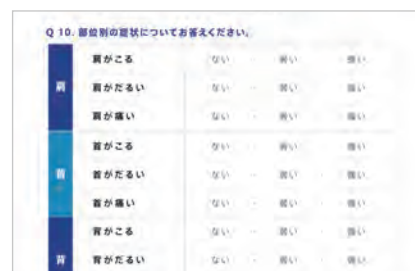 Q 10. 部位別の症状についてお答えください。
肩
肩がこる ない - 弱い - 強い
肩がだるい ない - 弱い - 強い
肩が痛い ない - 弱い - 強い
首
首がこる ない - 弱い - 強い
首がだるい ない - 弱い - 強い
首が痛い ない - 弱い - 強い
背
背がこる ない - 弱い - 強い
背がだるい ない - 弱い - 強い